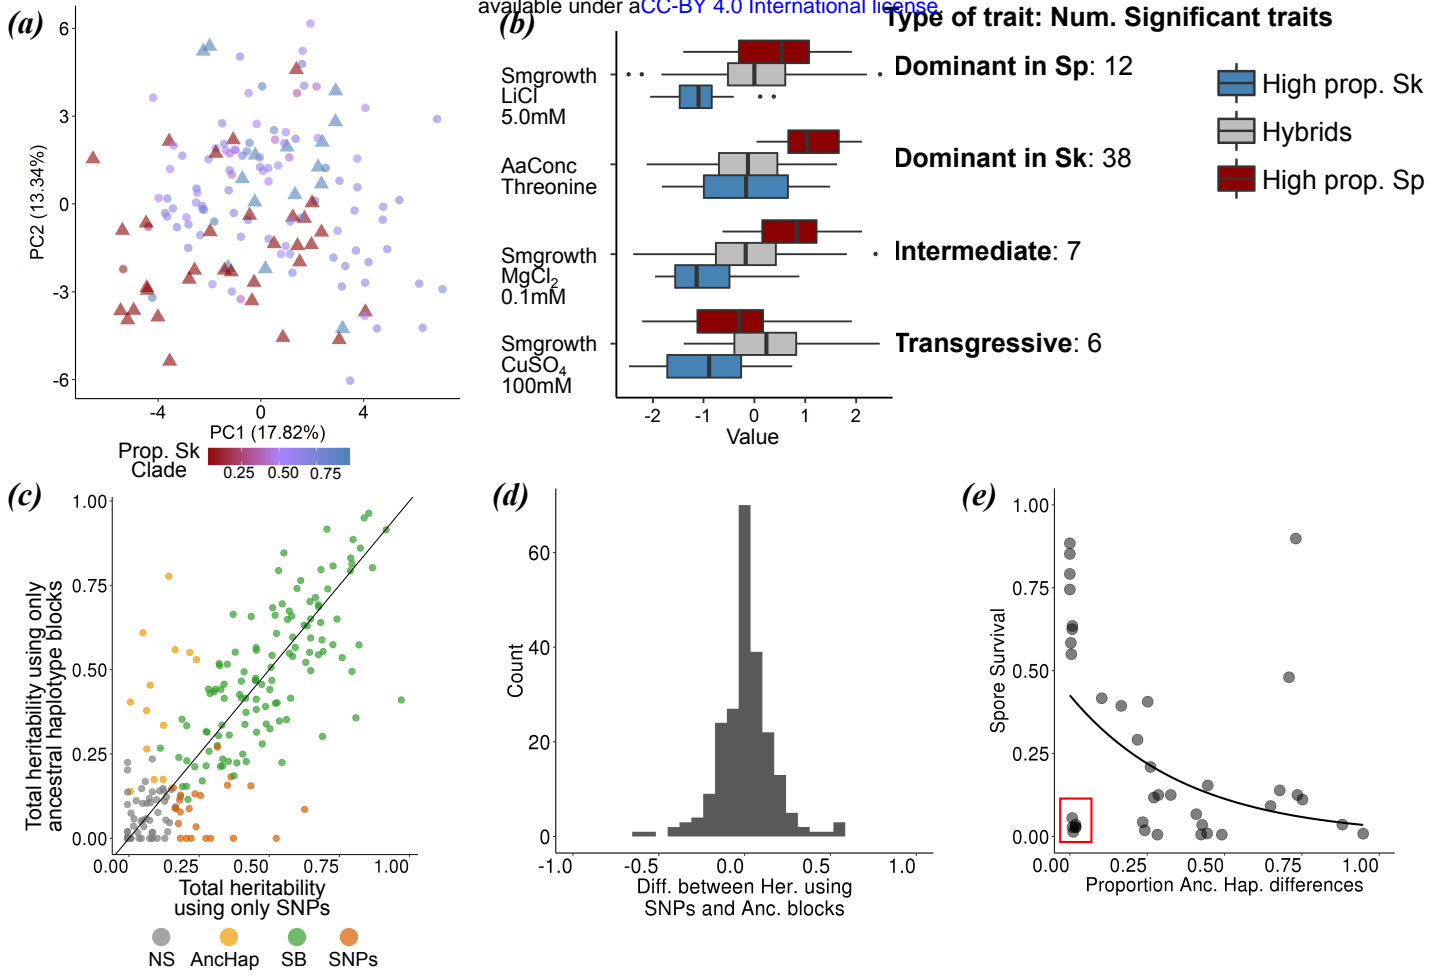 available under aCC-BY 4.0 International license.
(a)
6
3
0
-3
-6
PC2 (13.34%)
-4
0
4
PC1 (17.82%)
Prop. Sk
Clade
0.25
0.50
0.75
(b)
Smgrowth
LiCl
5.0mM
AaConc
Threonine
Smgrowth
MgCl₂
0.1mM
Smgrowth
CuSO₄
100mM
-2
-1
0
1
2
Value
Type of trait: Num. Significant traits
Dominant in Sp: 12
Dominant in Sk: 38
Intermediate: 7
Transgressive: 6
High prop. Sk
Hybrids
High prop. Sp
(c)
1.00
0.75
0.50
0.25
0.00
Total heritability using only
ancestral haplotype blocks
0.00
0.25
0.50
0.75
1.00
Total heritability
using only SNPs
NS
AncHap
SB
SNPs
(d)
60
40
20
0
Count
-1.0
-0.5
0.0
0.5
1.0
Diff. between Her. using
SNPs and Anc. blocks
(e)
1.00
0.75
0.50
0.25
0.00
Spore Survival
0.00
0.25
0.50
0.75
1.00
Proportion Anc. Hap. differences